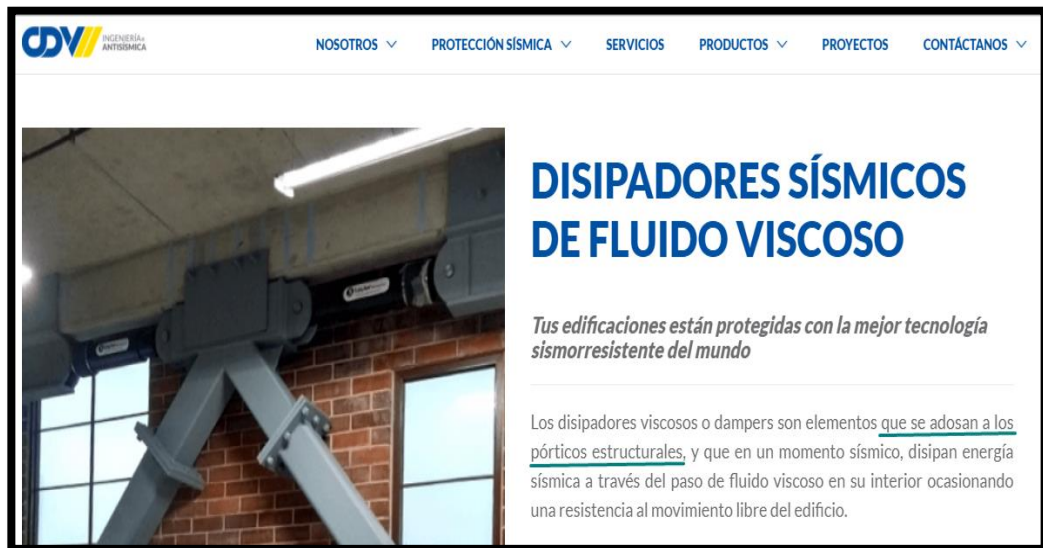 CDV INGENIERÍA&
ANTISÍSMICA
NOSOTROS PROTECCIÓN SÍSMICA SERVICIOS PRODUCTOS PROYECTOS CONTÁCTANOS
DISIPADORES SÍSMICOS
DE FLUIDO VISCOSO
Tus edificaciones están protegidas con la mejor tecnología
sismorresistente del mundo
Los disipadores viscosos o dampers son elementos que se adosan a los
pórticos estructurales, y que en un momento sísmico, disipan energía
sísmica a través del paso de fluido viscoso en su interior ocasionando
una resistencia al movimiento libre del edificio.